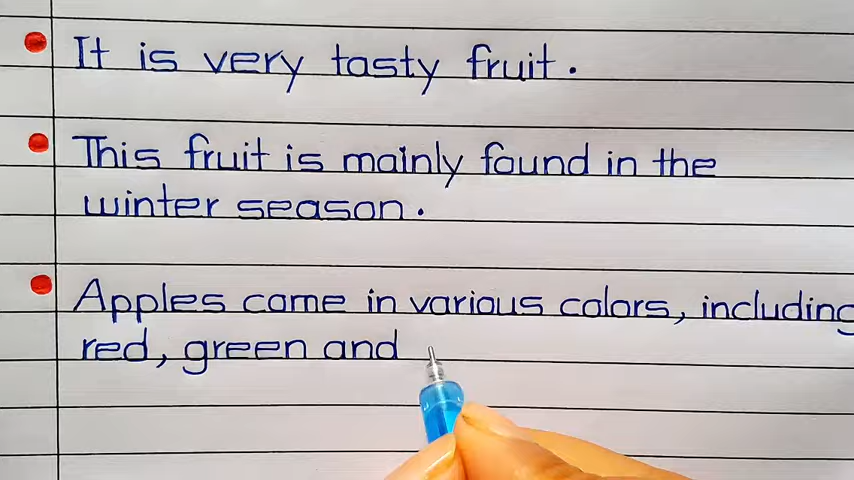 It is very tasty fruit.
This fruit is mainly found in the
winter season.
Apples come in various colors, including
red, green and